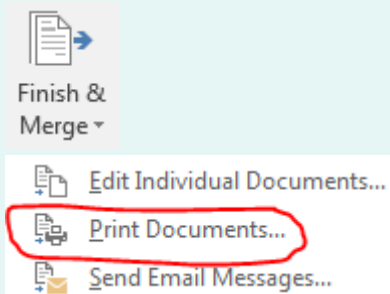 Finish &
Merge
Edit Individual Documents...
Print Documents...
Send Email Messages...